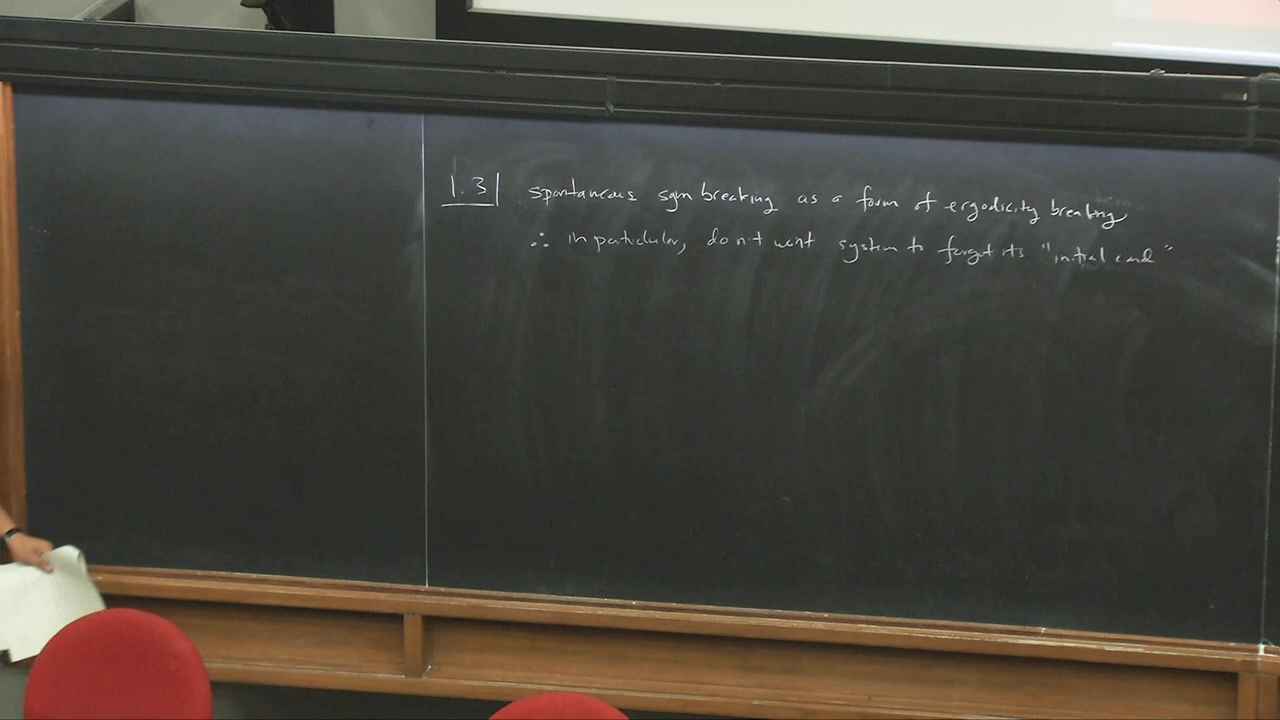 1.3 spontaneous sym breaking as a form of ergodicity breaking
∴ in particular, don't want system to forget its "initial cond"